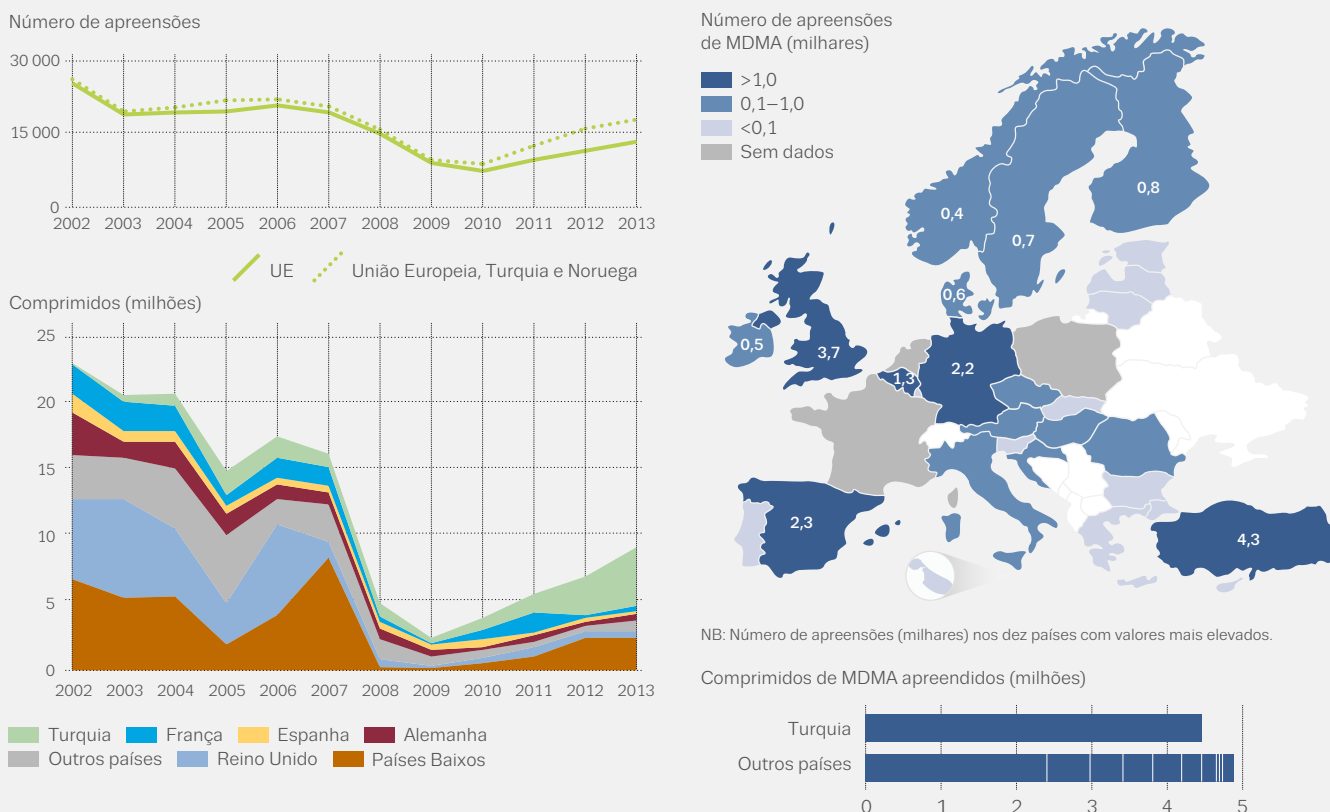 Número de apreensões
30 000
15 000
0
2002 2003 2004 2005 2006 2007 2008 2009 2010 2011 2012 2013
UE
União Europeia, Turquia e Noruega
Comprimidos (milhões)
25
20
15
10
5
0
2002 2003 2004 2005 2006 2007 2008 2009 2010 2011 2012 2013
Turquia França Espanha Alemanha
Outros países Reino Unido Países Baixos
Número de apreensões
de MDMA (milhares)
>1,0
0,1–1,0
<0,1
Sem dados
0,8
0,4
0,7
0,6
0,5
3,7
1,3
2,2
2,3
4,3
NB: Número de apreensões (milhares) nos dez países com valores mais elevados.
Comprimidos de MDMA apreendidos (milhões)
Turquia
Outros países
0 1 2 3 4 5